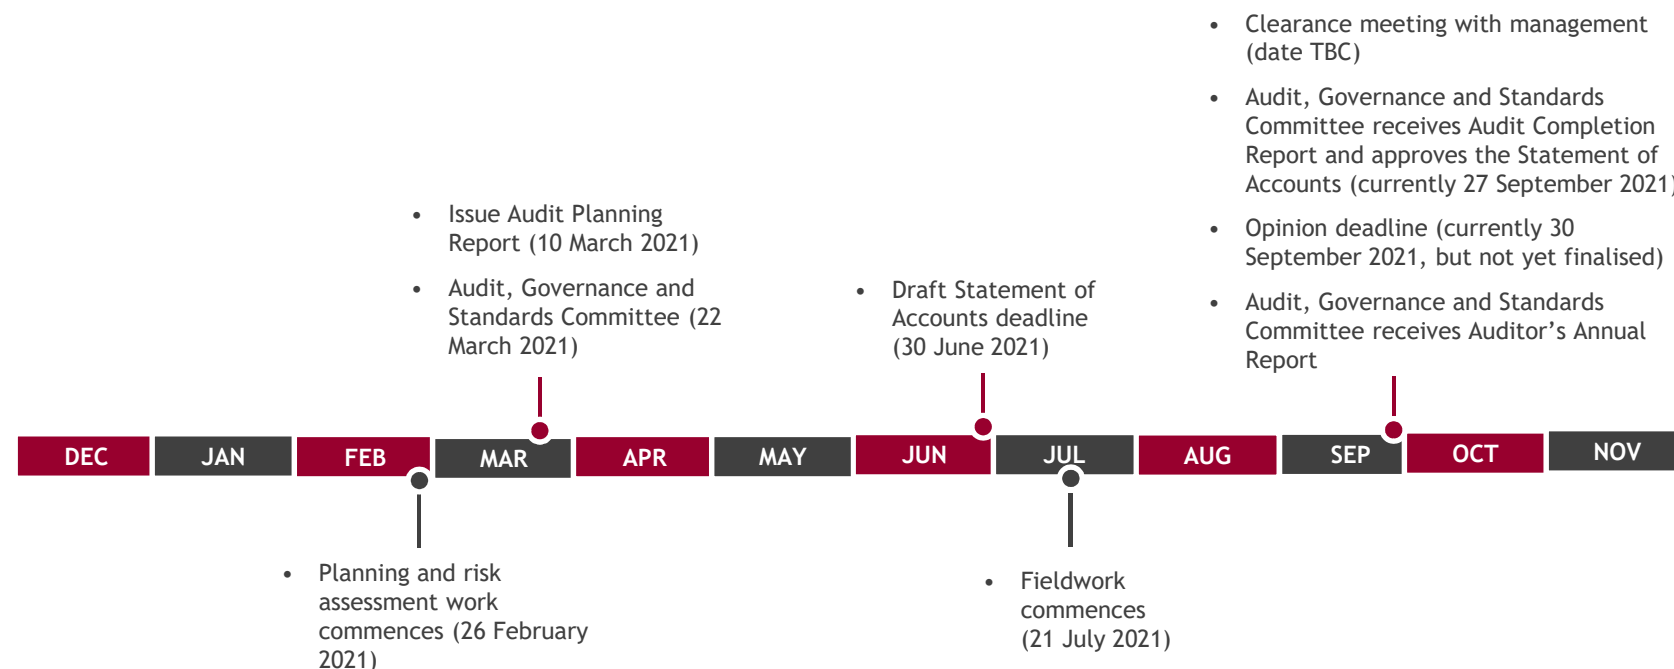 • Clearance meeting with management
(date TBC)
• Audit, Governance and Standards
Committee receives Audit Completion
Report and approves the Statement of
Accounts (currently 27 September 2021)
• Opinion deadline (currently 30
September 2021, but not yet finalised)
• Audit, Governance and Standards
Committee receives Auditor’s Annual
Report
• Issue Audit Planning
Report (10 March 2021)
• Audit, Governance and
Standards Committee (22
March 2021)
• Draft Statement of
Accounts deadline
(30 June 2021)
DEC JAN FEB MAR APR MAY JUN JUL AUG SEP OCT NOV
• Planning and risk
assessment work
commences (26 February
2021)
• Fieldwork
commences
(21 July 2021)